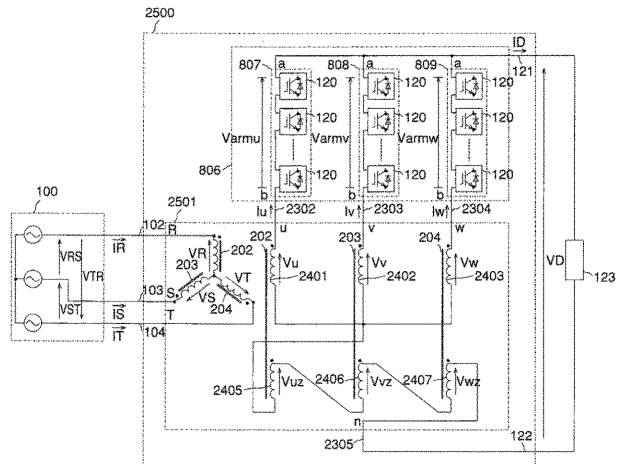 2500
807
a
808
a
809
a
ID
121
120
120
120
120
120
120
120
120
120
Varmu
Varmv
Varmw
806
b
b
b
Iu
2302
Iv
2303
Iw
2304
100
2501
102
R
u
v
w
IR
202
203
204
VR
202
Vu
Vv
Vw
2401
2402
2403
VRS
VTR
VST
203
VT
VS
204
103
S
T
IS
IT
104
VD
123
2405
Vuz
2406
Vvz
2407
Vwz
n
2305
122